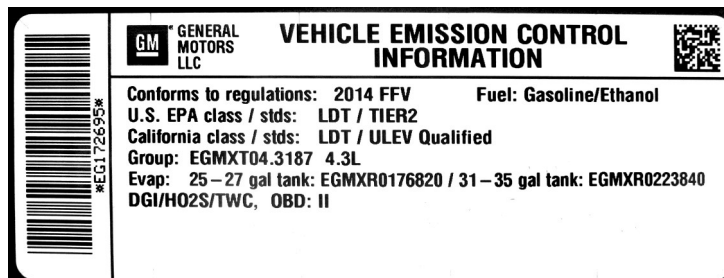 *EG172695*
GM
GENERAL
MOTORS
LLC
VEHICLE EMISSION CONTROL
INFORMATION
Conforms to regulations: 2014 FFV Fuel: Gasoline/Ethanol
U.S. EPA class / stds: LDT / TIER2
California class / stds: LDT / ULEV Qualified
Group: EGMXT04.3187 4.3L
Evap: 25–27 gal tank: EGMXR0176820 / 31–35 gal tank: EGMXR0223840
DGI/HO2S/TWC, OBD: II